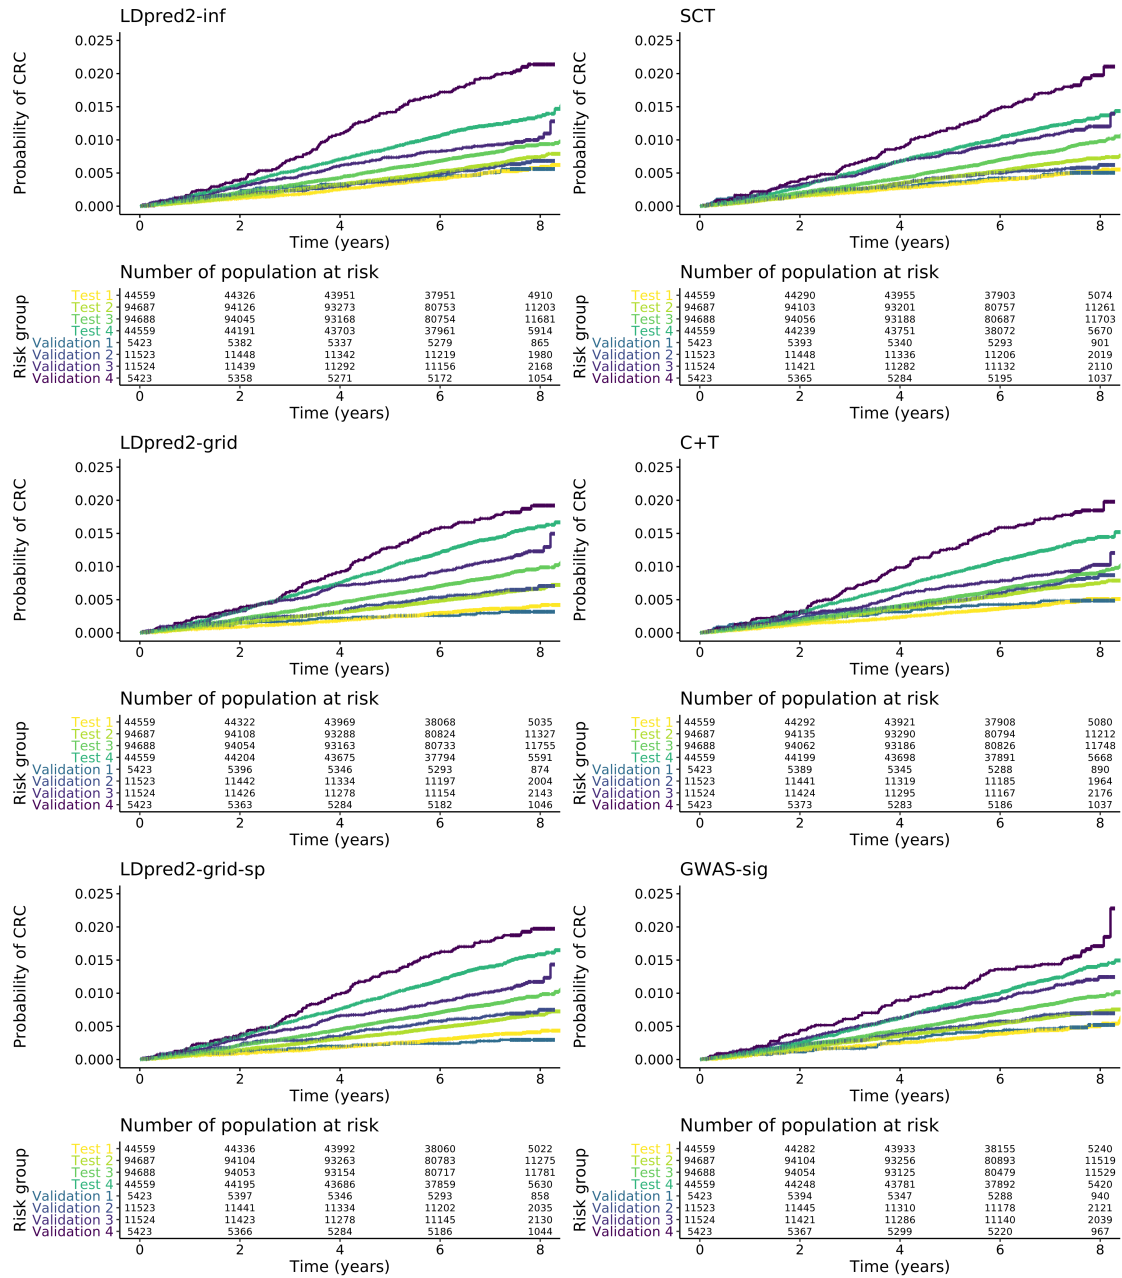 LDpred2-inf
Probability of CRC
0.025
0.020
0.015
0.010
0.005
0.000
0 2 4 6 8
Time (years)
Number of population at risk
Risk group
Test 1 44559 44326 43951 37951 4910
Test 2 94687 94126 93273 80753 11203
Test 3 94688 94045 93168 80754 11681
Test 4 44559 44191 43703 37961 5914
Validation 1 5423 5382 5337 5279 865
Validation 2 11523 11448 11342 11219 1980
Validation 3 11524 11439 11292 11156 2168
Validation 4 5423 5358 5271 5172 1054
0 2 4 6 8
Time (years)
SCT
Probability of CRC
0.025
0.020
0.015
0.010
0.005
0.000
0 2 4 6 8
Time (years)
Number of population at risk
Risk group
Test 1 44559 44290 43955 37903 5074
Test 2 94687 94103 93201 80757 11261
Test 3 94688 94056 93188 80687 11703
Test 4 44559 44239 43751 38072 5670
Validation 1 5423 5393 5340 5293 901
Validation 2 11523 11448 11336 11206 2019
Validation 3 11524 11421 11282 11132 2110
Validation 4 5423 5365 5284 5195 1037
0 2 4 6 8
Time (years)
LDpred2-grid
Probability of CRC
0.025
0.020
0.015
0.010
0.005
0.000
0 2 4 6 8
Time (years)
Number of population at risk
Risk group
Test 1 44559 44322 43969 38068 5035
Test 2 94687 94108 93288 80824 11327
Test 3 94688 94054 93163 80733 11755
Test 4 44559 44204 43675 37794 5591
Validation 1 5423 5396 5346 5293 874
Validation 2 11523 11442 11334 11197 2004
Validation 3 11524 11426 11278 11154 2143
Validation 4 5423 5363 5284 5182 1046
0 2 4 6 8
Time (years)
C+T
Probability of CRC
0.025
0.020
0.015
0.010
0.005
0.000
0 2 4 6 8
Time (years)
Number of population at risk
Risk group
Test 1 44559 44292 43921 37908 5080
Test 2 94687 94135 93290 80794 11212
Test 3 94688 94062 93186 80826 11748
Test 4 44559 44199 43698 37891 5668
Validation 1 5423 5389 5345 5288 890
Validation 2 11523 11441 11319 11185 1964
Validation 3 11524 11424 11295 11167 2176
Validation 4 5423 5373 5283 5186 1037
0 2 4 6 8
Time (years)
LDpred2-grid-sp
Probability of CRC
0.025
0.020
0.015
0.010
0.005
0.000
0 2 4 6 8
Time (years)
Number of population at risk
Risk group
Test 1 44559 44336 43992 38060 5022
Test 2 94687 94104 93263 80783 11275
Test 3 94688 94053 93154 80717 11781
Test 4 44559 44195 43686 37859 5630
Validation 1 5423 5397 5346 5293 858
Validation 2 11523 11441 11334 11202 2035
Validation 3 11524 11423 11278 11145 2130
Validation 4 5423 5366 5284 5186 1044
0 2 4 6 8
Time (years)
GWAS-sig
Probability of CRC
0.025
0.020
0.015
0.010
0.005
0.000
0 2 4 6 8
Time (years)
Number of population at risk
Risk group
Test 1 44559 44282 43933 38155 5240
Test 2 94687 94104 93256 80893 11519
Test 3 94688 94054 93125 80479 11529
Test 4 44559 44248 43781 37892 5420
Validation 1 5423 5394 5347 5288 940
Validation 2 11523 11445 11310 11178 2121
Validation 3 11524 11421 11286 11140 2039
Validation 4 5423 5367 5299 5220 967
0 2 4 6 8
Time (years)